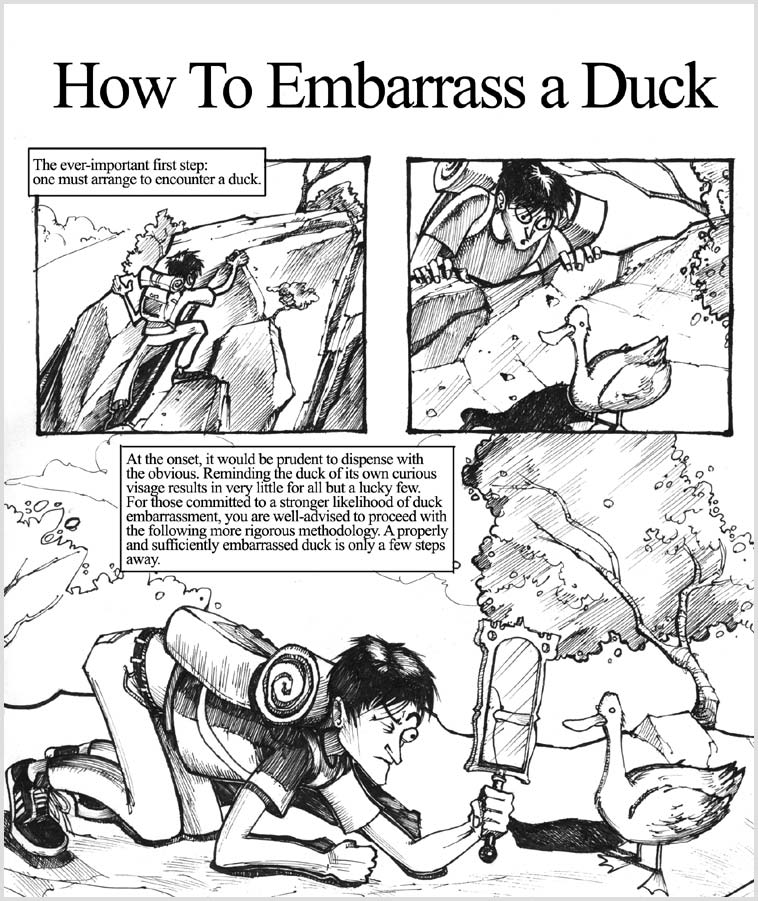 How To Embarrass a Duck
The ever-important first step:
one must arrange to encounter a duck.
At the onset, it would be prudent to dispense with
the obvious. Reminding the duck of its own curious
visage results in very little for all but a lucky few.
For those committed to a stronger likelihood of duck
embarrassment, you are well-advised to proceed with
the following more rigorous methodology. A properly
and sufficiently embarrassed duck is only a few steps
away.